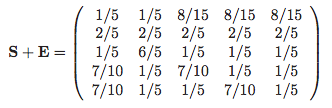 1/5 1/5 8/15 8/15 8/15
2/5 2/5 2/5 2/5 2/5
S + E = 1/5 6/5 1/5 1/5 1/5
7/10 1/5 7/10 1/5 1/5
7/10 1/5 1/5 7/10 1/5